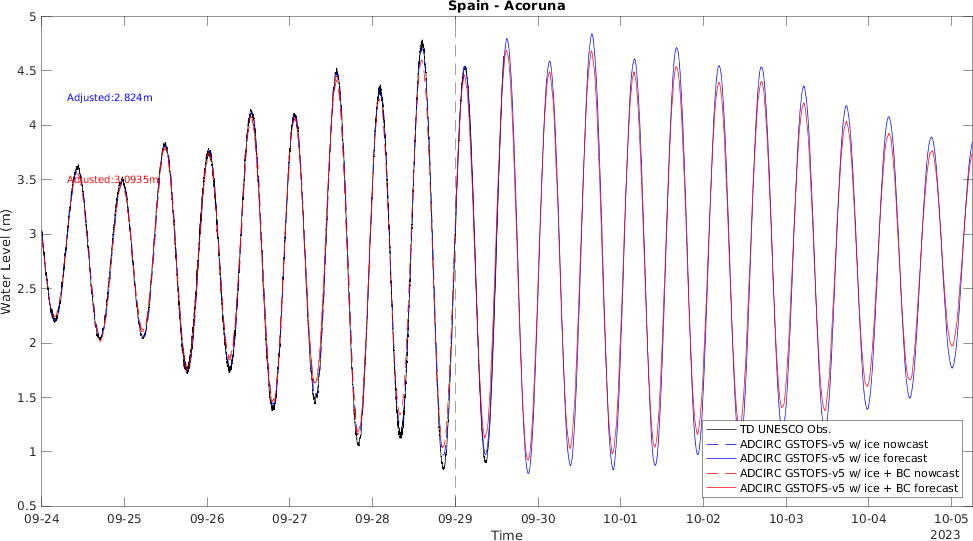 Spain - Acoruna
5
4.5
4
3.5
3
2.5
2
1.5
1
0.5
Water Level (m)
Adjusted:2.824m
Adjusted:3.0935m
TD UNESCO Obs.
ADCIRC GSTOFS-v5 w/ ice nowcast
ADCIRC GSTOFS-v5 w/ ice forecast
ADCIRC GSTOFS-v5 w/ ice + BC nowcast
ADCIRC GSTOFS-v5 w/ ice + BC forecast
09-24 09-25 09-26 09-27 09-28 09-29 09-30 10-01 10-02 10-03 10-04 10-05
2023
Time